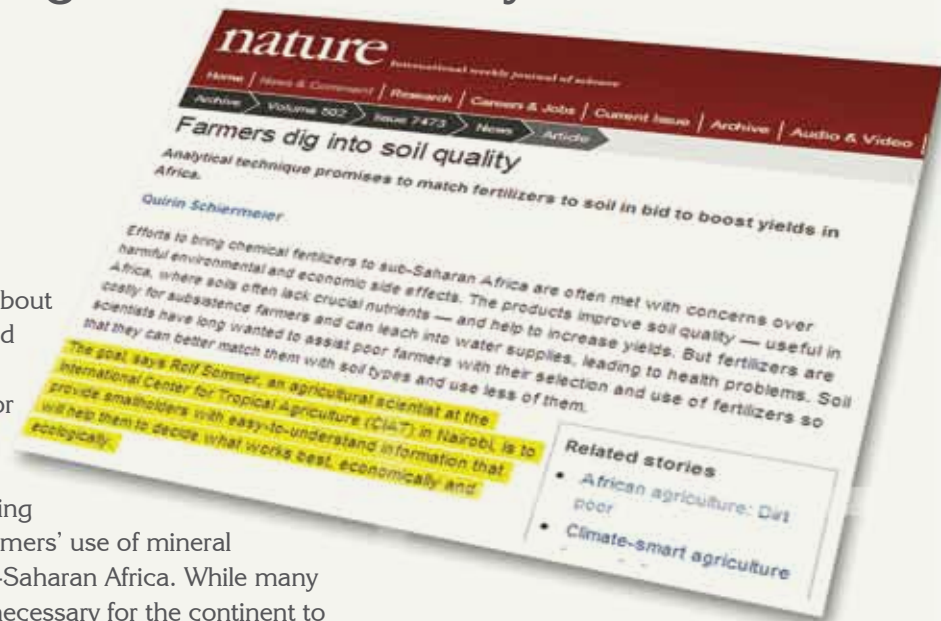 nature
International weekly journal of science
Home | News & Comment | Research | Careers & Jobs | Current Issue | Archive | Audio & Video
Archive Volume 502 Issue 7473 News Article
Farmers dig into soil quality
Analytical technique promises to match fertilizers to soil in bid to boost yields in
Africa.
Quirin Schiermeier
Efforts to bring chemical fertilizers to sub-Saharan Africa are often met with concerns over
harmful environmental and economic side effects. The products improve soil quality — useful in
Africa, where soils often lack crucial nutrients — and help to increase yields. But fertilizers are
costly for subsistence farmers and can leach into water supplies, leading to health problems. Soil
scientists have long wanted to assist poor farmers with their selection and use of fertilizers so
that they can better match them with soil types and use less of them.
The goal, says Rolf Sommer, an agricultural scientist at the
International Center for Tropical Agriculture (CIAT) in Nairobi, is to
provide smallholders with easy-to-understand information that
will help them to decide what works best, economically and
ecologically.
Related stories
• African agriculture: Dirt
poor
• Climate-smart agriculture
bout
d
or
ing
mers' use of mineral
-Saharan Africa. While many
necessary for the continent to